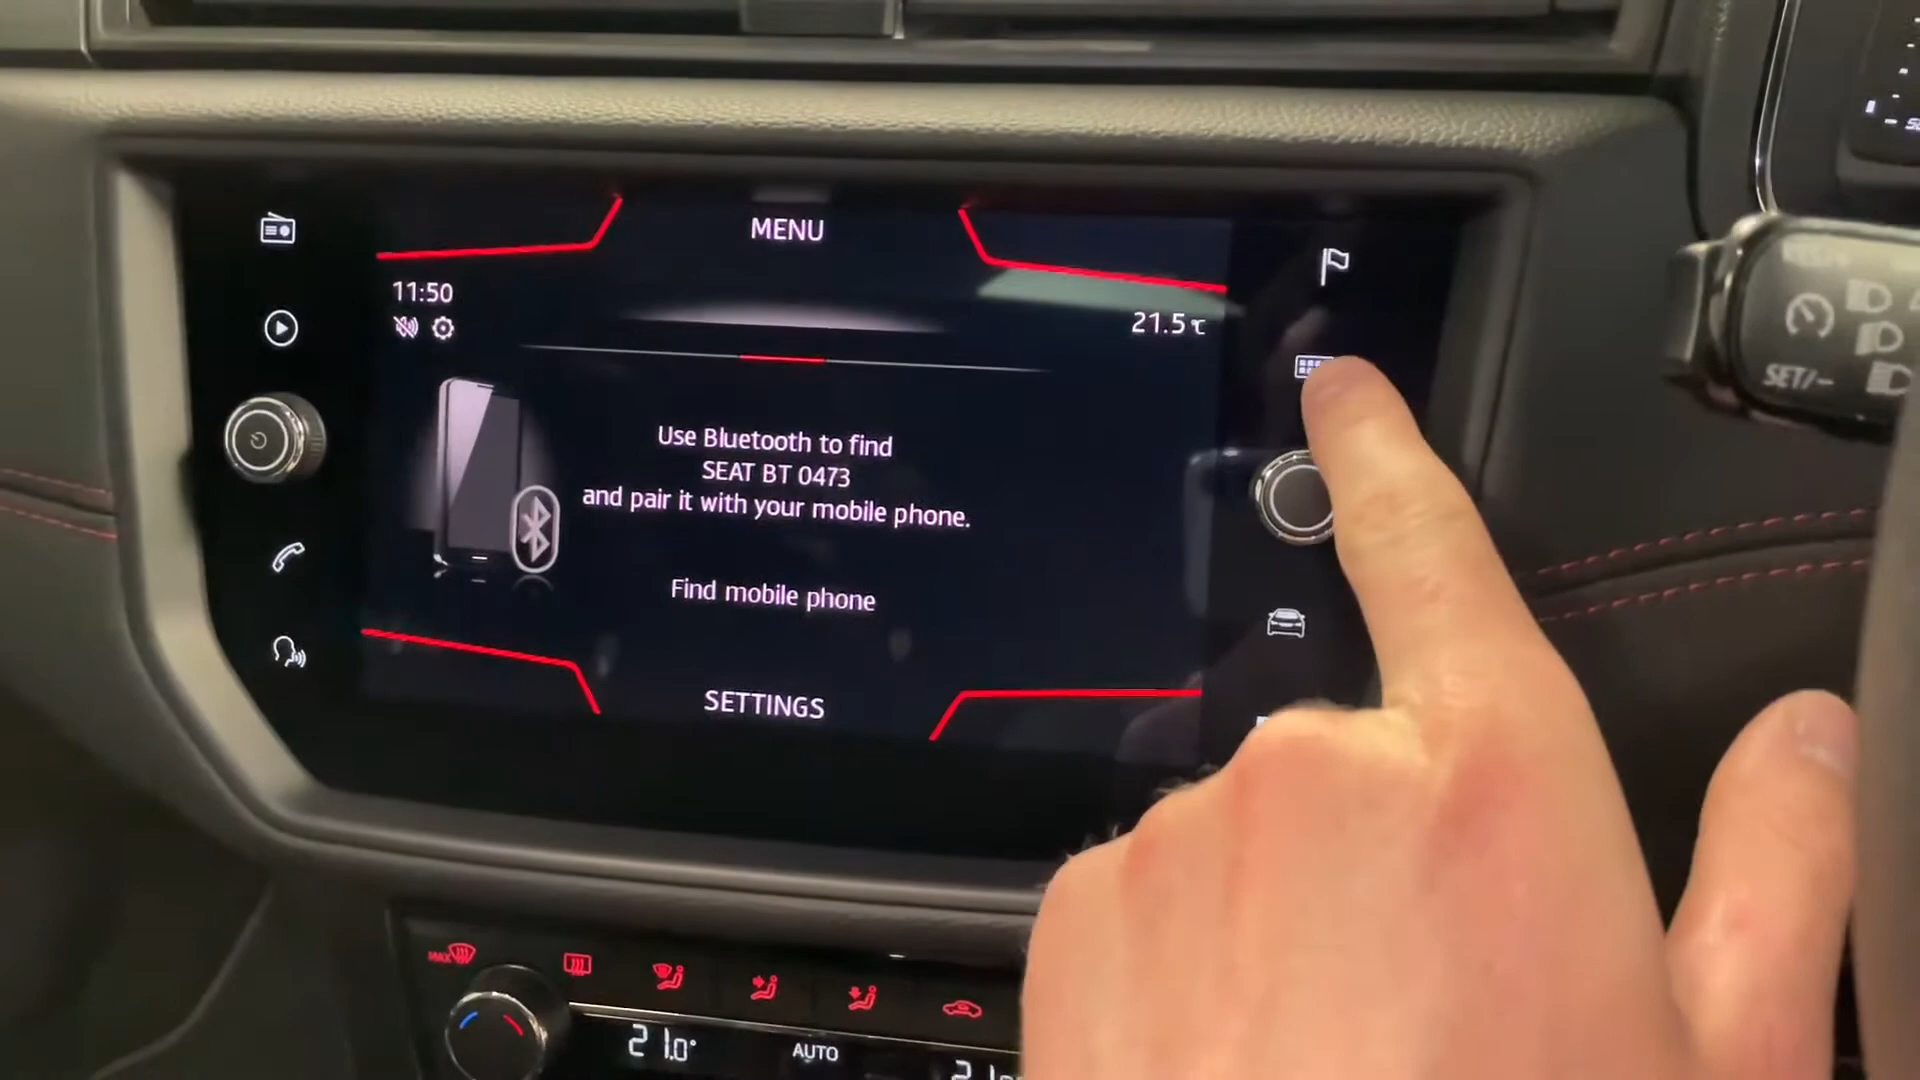 MENU
11:50
21.5 °C
Use Bluetooth to find
SEAT BT 0473
and pair it with your mobile phone.
Find mobile phone
SETTINGS
SET/-
MAX
21.0°
AUTO